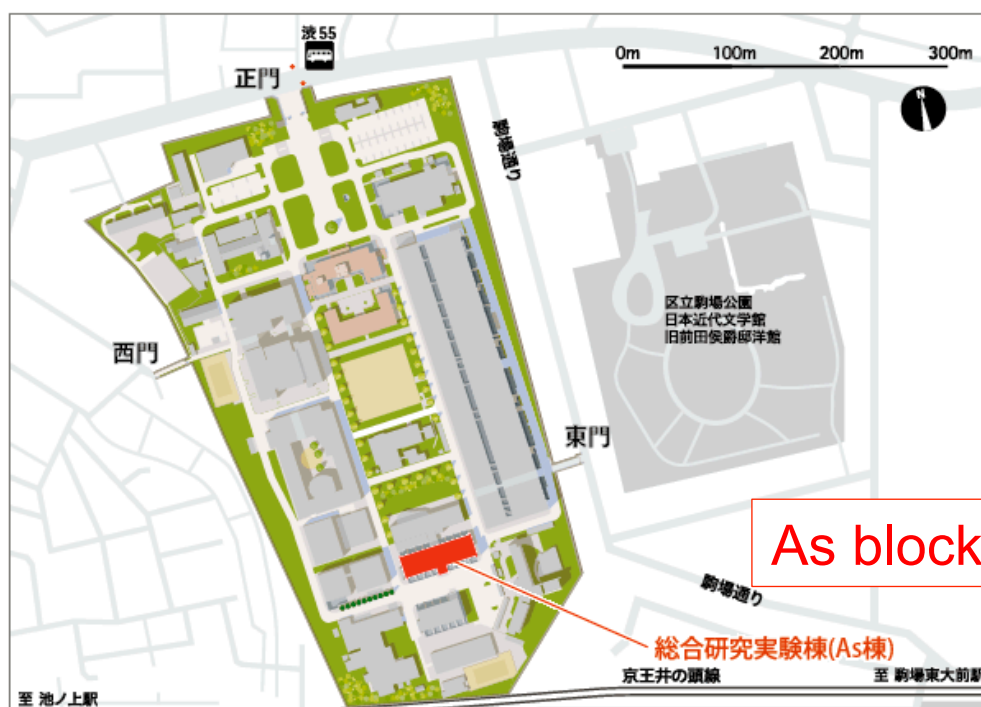 渋55
正門
0m 100m 200m 300m
N
駒場通り
区立駒場公園
日本近代文学館
旧前田侯爵邸洋館
西門
東門
As block
駒場通り
総合研究実験棟(As棟)
京王井の頭線
至 駒場東大前駅
至 池ノ上駅